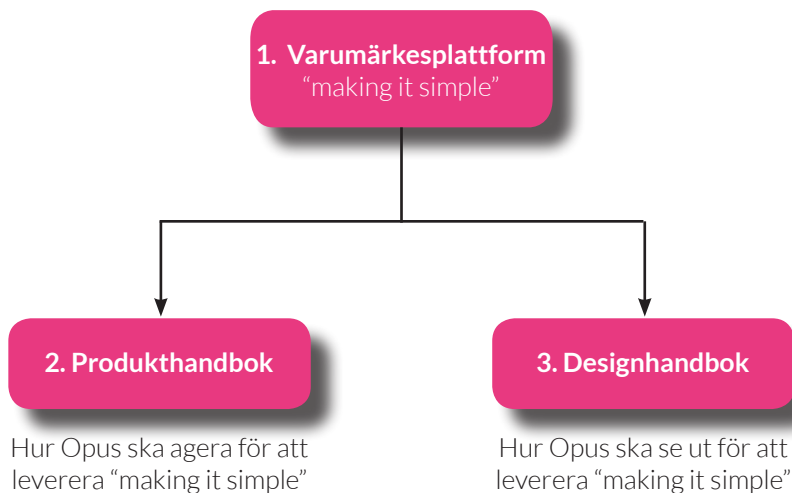 1. Varumärkesplattform
“making it simple”
2. Produkthandbok
Hur Opus ska agera för att
leverera “making it simple”
3. Designhandbok
Hur Opus ska se ut för att
leverera “making it simple”